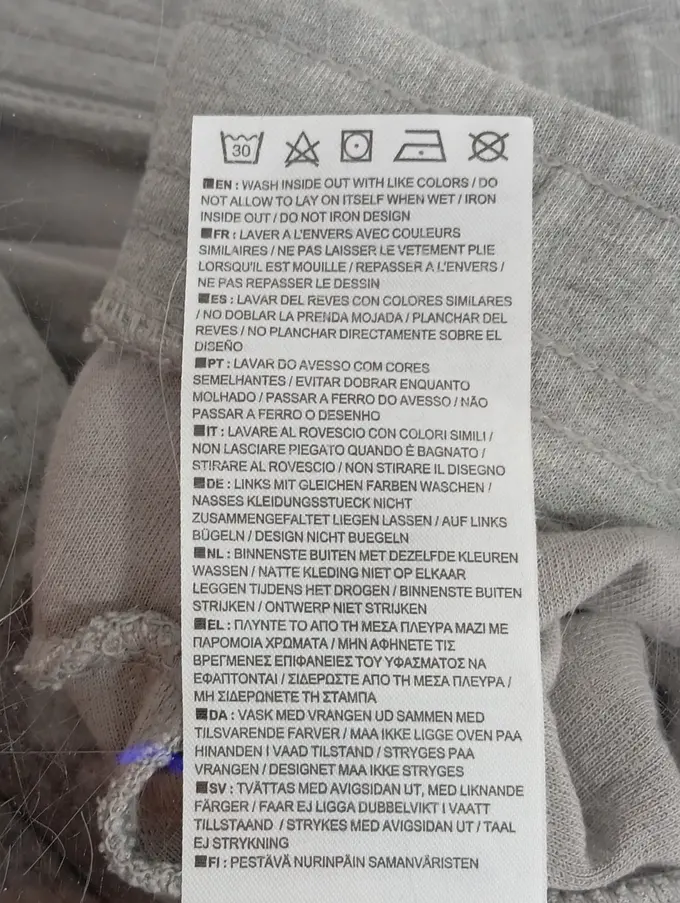 30
EN : WASH INSIDE OUT WITH LIKE COLORS / DO
NOT ALLOW TO LAY ON ITSELF WHEN WET / IRON
INSIDE OUT / DO NOT IRON DESIGN
FR : LAVER A L'ENVERS AVEC COULEURS
SIMILAIRES / NE PAS LAISSER LE VETEMENT PLIE
LORSQU'IL EST MOUILLE / REPASSER A L'ENVERS /
NE PAS REPASSER LE DESSIN
ES : LAVAR DEL REVES CON COLORES SIMILARES
/ NO DOBLAR LA PRENDA MOJADA / PLANCHAR DEL
REVES / NO PLANCHAR DIRECTAMENTE SOBRE EL
DISEÑO
PT : LAVAR DO AVESSO COM CORES
SEMELHANTES / EVITAR DOBRAR ENQUANTO
MOLHADO / PASSAR A FERRO DO AVESSO / NÃO
PASSAR A FERRO O DESENHO
IT : LAVARE AL ROVESCIO CON COLORI SIMILI /
NON LASCIARE PIEGATO QUANDO È BAGNATO /
STIRARE AL ROVESCIO / NON STIRARE IL DISEGNO
DE : LINKS MIT GLEICHEN FARBEN WASCHEN /
NASSES KLEIDUNGSSTUECK NICHT
ZUSAMMENGEFALTET LIEGEN LASSEN / AUF LINKS
BÜGELN / DESIGN NICHT BUEGELN
NL : BINNENSTE BUITEN MET DEZELFDE KLEUREN
WASSEN / NATTE KLEDING NIET OP ELKAAR
LEGGEN TIJDENS HET DROGEN / BINNENSTE BUITEN
STRIJKEN / ONTWERP NIET STRIJKEN
EL : ΠΛΥΝΤΕ ΤΟ ΑΠΟ ΤΗ ΜΕΣΑ ΠΛΕΥΡΑ ΜΑΖΙ ΜΕ
ΠΑΡΟΜΟΙΑ ΧΡΩΜΑΤΑ / ΜΗΝ ΑΦΗΝΕΤΕ ΤΙΣ
ΒΡΕΓΜΕΝΕΣ ΕΠΙΦΑΝΕΙΕΣ ΤΟΥ ΥΦΑΣΜΑΤΟΣ ΝΑ
ΕΦΑΠΤΟΝΤΑΙ / ΣΙΔΕΡΩΣΤΕ ΑΠΟ ΤΗ ΜΕΣΑ ΠΛΕΥΡΑ /
ΜΗ ΣΙΔΕΡΩΝΕΤΕ ΤΗ ΣΤΑΜΠΑ
DA : VASK MED VRANGEN UD SAMMEN MED
TILSVARENDE FARVER / MAA IKKE LIGGE OVEN PAA
HINANDEN I VAAD TILSTAND / STRYGES PAA
VRANGEN / DESIGNET MAA IKKE STRYGES
SV : TVÄTTAS MED AVIGSIDAN UT, MED LIKNANDE
FÄRGER / FAAR EJ LIGGA DUBBELVIKT I VAATT
TILLSTAAND / STRYKES MED AVIGSIDAN UT / TAAL
EJ STRYKNING
FI : PESTÄVÄ NURINPÄIN SAMANVÄRISTEN